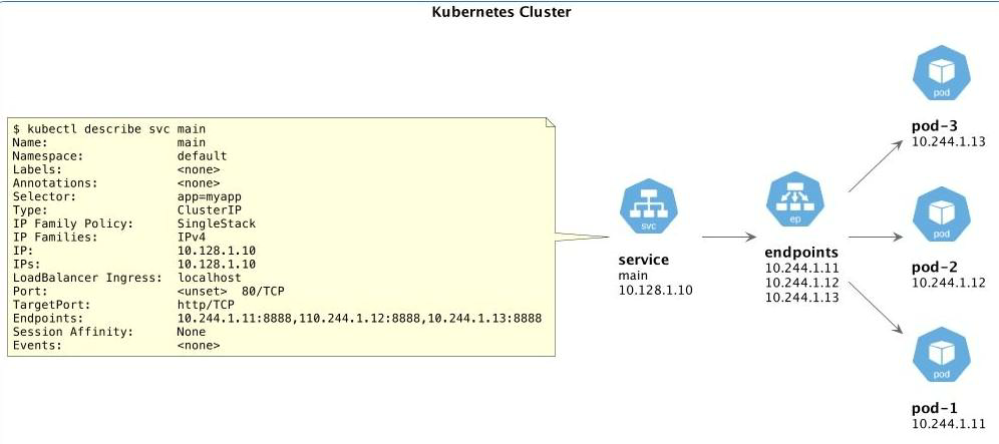 Kubernetes Cluster
$ kubectl describe svc main
Name: main
Namespace: default
Labels: <none>
Annotations: <none>
Selector: app=myapp
Type: ClusterIP
IP Family Policy: SingleStack
IP Families: IPv4
IP: 10.128.1.10
IPs: 10.128.1.10
LoadBalancer Ingress: localhost
Port: <unset> 80/TCP
TargetPort: http/TCP
Endpoints: 10.244.1.11:8888,110.244.1.12:8888,10.244.1.13:8888
Session Affinity: None
Events: <none>
svc
service
main
10.128.1.10
ep
endpoints
10.244.1.11
10.244.1.12
10.244.1.13
pod
pod-3
10.244.1.13
pod
pod-2
10.244.1.12
pod
pod-1
10.244.1.11